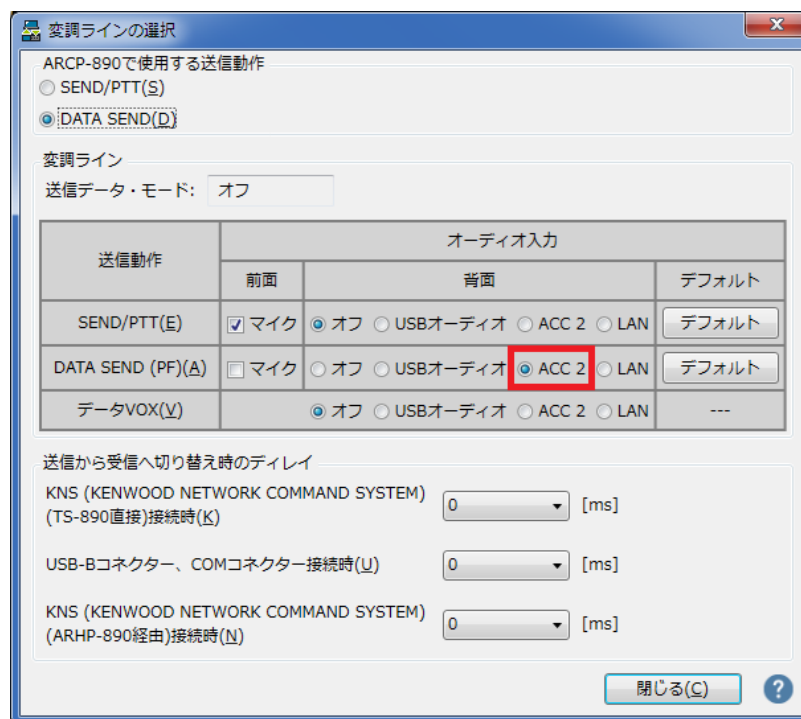 変調ラインの選択
ARCP-890で使用する送信動作
SEND/PTT(S)
DATA SEND(D)
変調ライン
送信データ・モード: オフ
送信動作 オーディオ入力
前面 背面 デフォルト
SEND/PTT(E) マイク オフ USBオーディオ ACC 2 LAN デフォルト
DATA SEND (PF)(A) マイク オフ USBオーディオ ACC 2 LAN デフォルト
データVOX(V) オフ USBオーディオ ACC 2 LAN ---
送信から受信へ切り替え時のディレイ
KNS (KENWOOD NETWORK COMMAND SYSTEM)
(TS-890直接)接続時(K) 0 [ms]
USB-Bコネクター、COMコネクター接続時(U) 0 [ms]
KNS (KENWOOD NETWORK COMMAND SYSTEM)
(ARHP-890経由)接続時(N) 0 [ms]
閉じる(C) ?